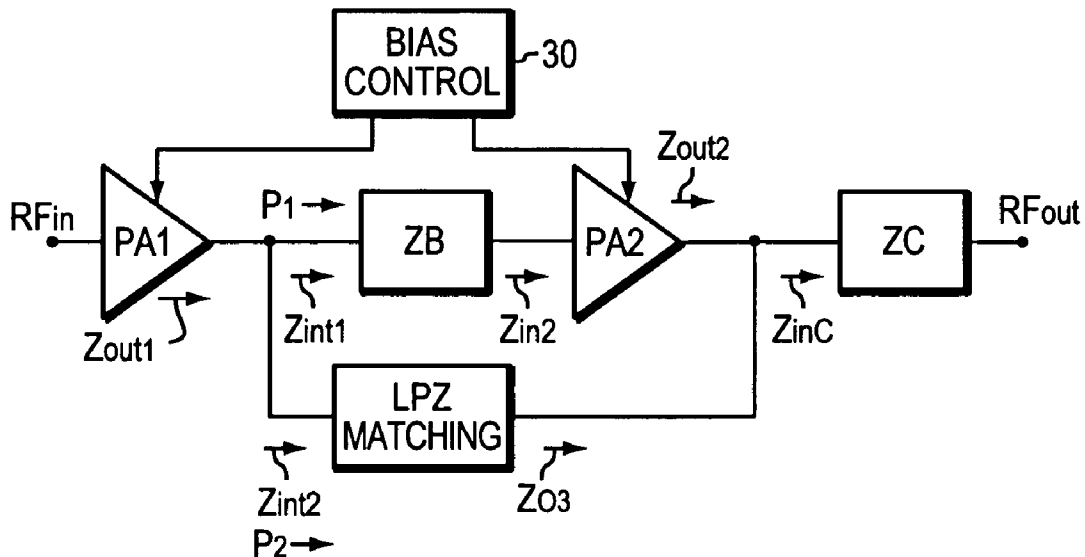 BIAS
CONTROL
30
RFin
PA1
Zout1
P1
Zint1
ZB
Zin2
PA2
Zout2
ZinC
ZC
RFout
LPZ
MATCHING
Zint2
ZO3
P2